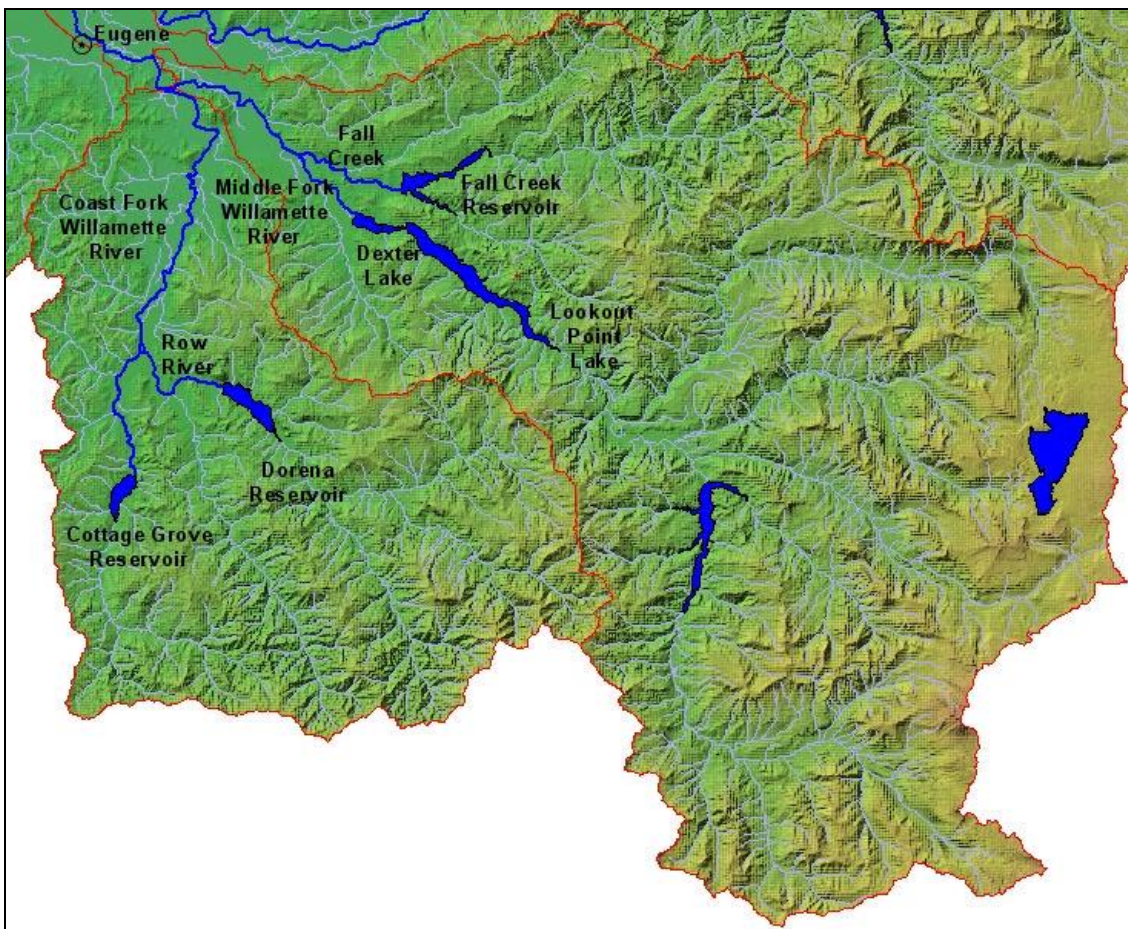 Eugene
Fall
Creek
Fall Creek
Reservoir
Middle Fork
Willamette
River
Coast Fork
Willamette
River
Dexter
Lake
Lookout
Point
Lake
Row
River
Dorena
Reservoir
Cottage Grove
Reservoir